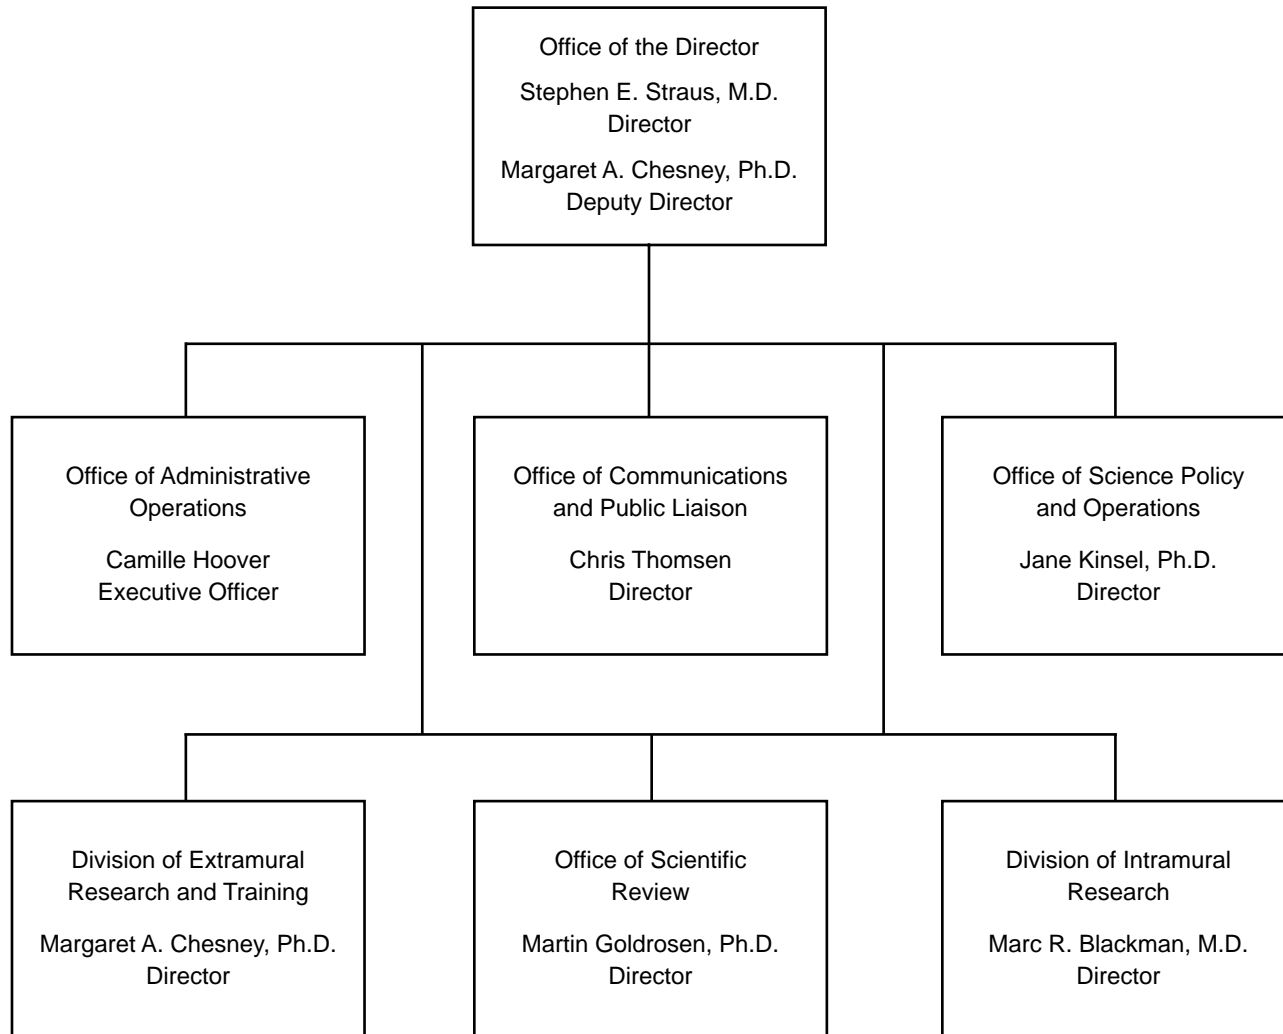 Office of the Director
Stephen E. Straus, M.D.
Director
Margaret A. Chesney, Ph.D.
Deputy Director
Office of Administrative
Operations
Camille Hoover
Executive Officer
Office of Communications
and Public Liaison
Chris Thomsen
Director
Office of Science Policy
and Operations
Jane Kinsel, Ph.D.
Director
Division of Extramural
Research and Training
Margaret A. Chesney, Ph.D.
Director
Office of Scientific
Review
Martin Goldrosen, Ph.D.
Director
Division of Intramural
Research
Marc R. Blackman, M.D.
Director